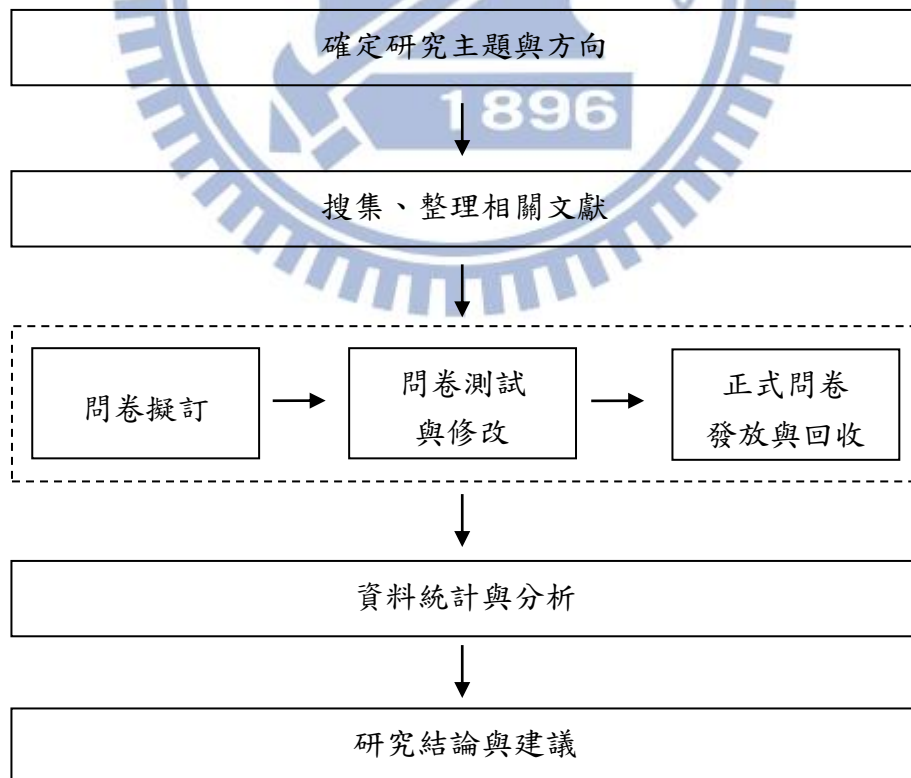 確定研究主題與方向
1896
搜集、整理相關文獻
問卷擬訂
問卷測試
與修改
正式問卷
發放與回收
資料統計與分析
研究結論與建議